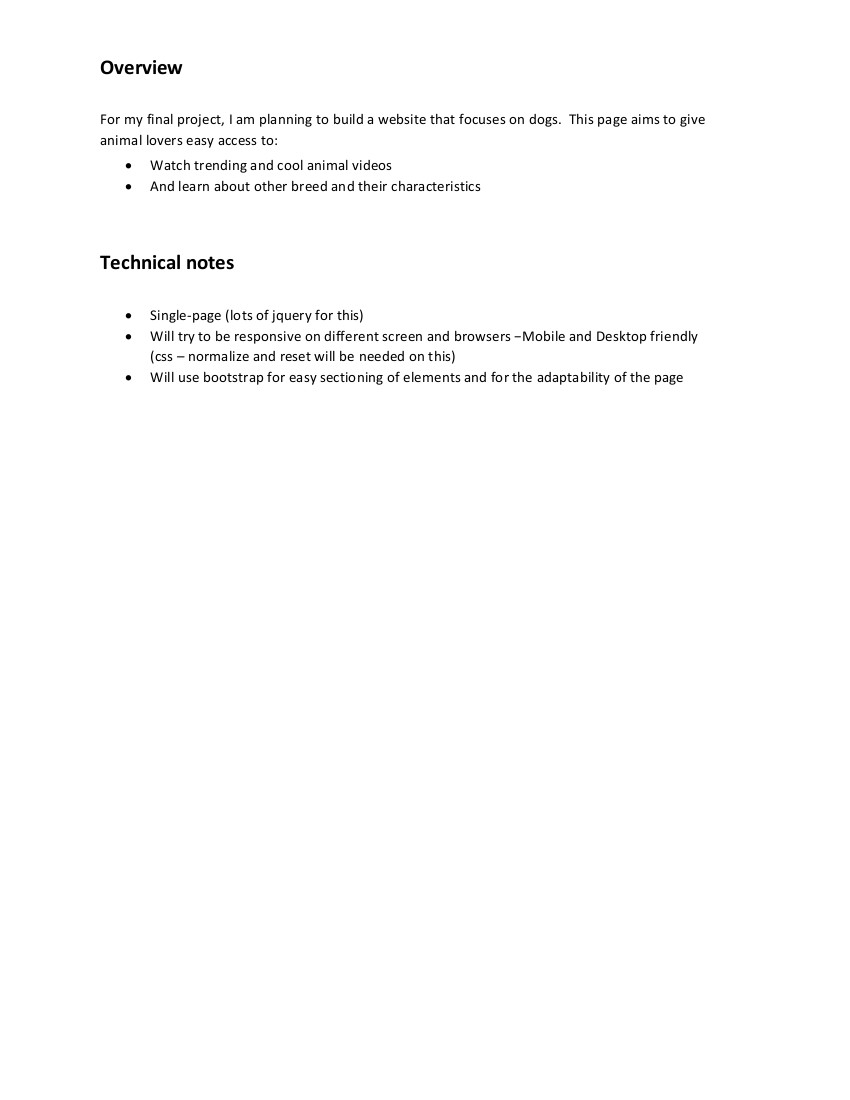 Overview
For my final project, I am planning to build a website that focuses on dogs.  This page aims to give
animal lovers easy access to:
• Watch trending and cool animal videos
• And learn about other breed and their characteristics
Technical notes
• Single-page (lots of jquery for this)
• Will try to be responsive on different screen and browsers –Mobile and Desktop friendly
(css – normalize and reset will be needed on this)
• Will use bootstrap for easy sectioning of elements and for the adaptability of the page